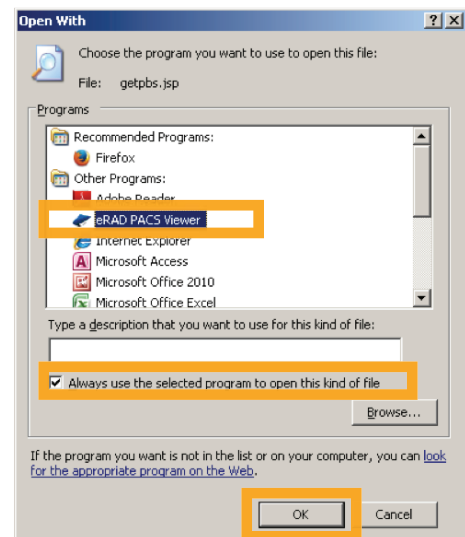 Open With
? X
Choose the program you want to use to open this file:
File: getpbs.jsp
Programs
Recommended Programs:
Firefox
Other Programs:
Adobe Reader
eRAD PACS Viewer
Internet Explorer
Microsoft Access
Microsoft Office 2010
Microsoft Office Excel
Type a description that you want to use for this kind of file:
Always use the selected program to open this kind of file
Browse...
If the program you want is not in the list or on your computer, you can look
for the appropriate program on the Web.
OK
Cancel